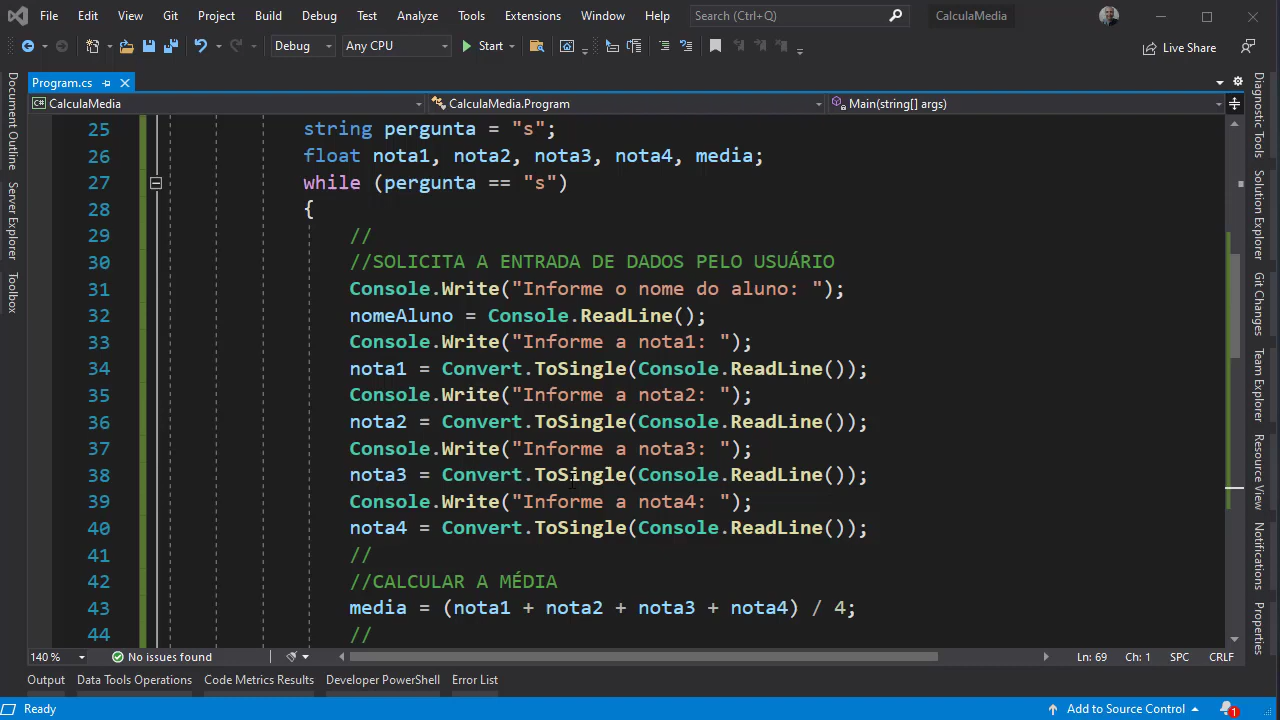 File Edit View Git Project Build Debug Test Analyze Tools Extensions Window Help Search (Ctrl+Q) CalculaMedia
Debug Any CPU Start Live Share
Program.cs
CalculaMedia CalculaMedia.Program Main(string[] args)
25 string pergunta = "s";
26 float nota1, nota2, nota3, nota4, media;
27 while (pergunta == "s")
28 {
29 //
30 //SOLICITA A ENTRADA DE DADOS PELO USUÁRIO
31 Console.Write("Informe o nome do aluno: ");
32 nomeAluno = Console.ReadLine();
33 Console.Write("Informe a nota1: ");
34 nota1 = Convert.ToSingle(Console.ReadLine());
35 Console.Write("Informe a nota2: ");
36 nota2 = Convert.ToSingle(Console.ReadLine());
37 Console.Write("Informe a nota3: ");
38 nota3 = Convert.ToSingle(Console.ReadLine());
39 Console.Write("Informe a nota4: ");
40 nota4 = Convert.ToSingle(Console.ReadLine());
41 //
42 //CALCULAR A MÉDIA
43 media = (nota1 + nota2 + nota3 + nota4) / 4;
44 //
140 % No issues found Ln: 69 Ch: 1 SPC CRLF
Output Data Tools Operations Code Metrics Results Developer PowerShell Error List
Ready Add to Source Control 1
Document Outline
Server Explorer
Toolbox
Diagnostic Tools
Solution Explorer
Git Changes
Team Explorer
Resource View
Notifications
Properties